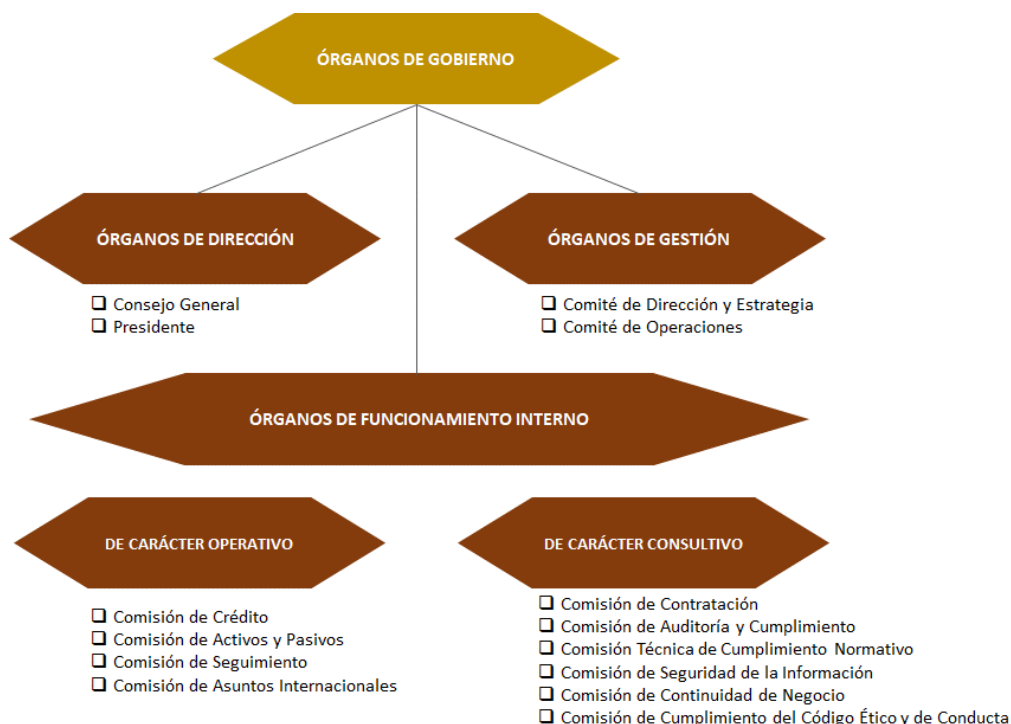 ÓRGANOS DE GOBIERNO
ÓRGANOS DE DIRECCIÓN
❑ Consejo General
❑ Presidente
ÓRGANOS DE GESTIÓN
❑ Comité de Dirección y Estrategia
❑ Comité de Operaciones
ÓRGANOS DE FUNCIONAMIENTO INTERNO
DE CARÁCTER OPERATIVO
❑ Comisión de Crédito
❑ Comisión de Activos y Pasivos
❑ Comisión de Seguimiento
❑ Comisión de Asuntos Internacionales
DE CARÁCTER CONSULTIVO
❑ Comisión de Contratación
❑ Comisión de Auditoría y Cumplimiento
❑ Comisión Técnica de Cumplimiento Normativo
❑ Comisión de Seguridad de la Información
❑ Comisión de Continuidad de Negocio
❑ Comisión de Cumplimiento del Código Ético y de Conducta